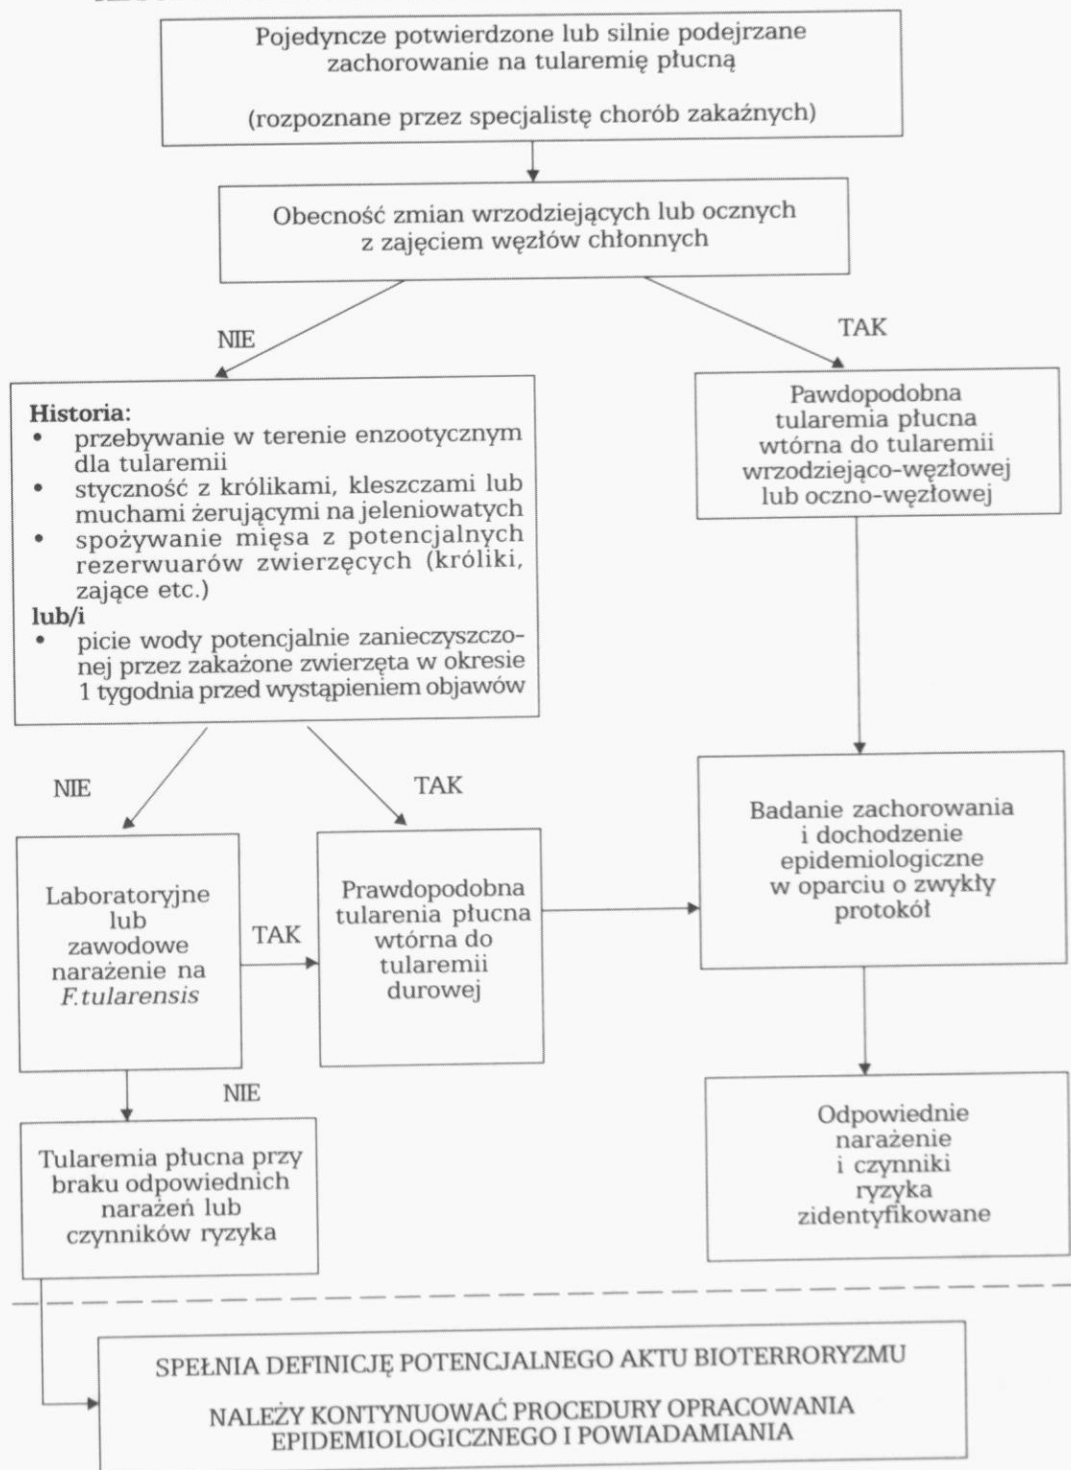 Pojedyncze potwierdzone lub silnie podejrzane
zachorowanie na tularemię płucną
(rozpoznane przez specjalistę chorób zakaźnych)
Obecność zmian wrzodziejących lub ocznych
z zajęciem węzłów chłonnych
NIE
TAK
Historia:
• przebywanie w terenie enzootycznym
dla tularemii
• styczność z królikami, kleszczami lub
muchami żerującymi na jeleniowatych
• spożywanie mięsa z potencjalnych
rezerwuarów zwierzęcych (króliki,
zające etc.)
lub/i
• picie wody potencjalnie zanieczyszczo-
nej przez zakażone zwierzęta w okresie
1 tygodnia przed wystąpieniem objawów
Pawdopodobna
tularemia płucna
wtórna do tularemii
wrzodziejąco-węzłowej
lub oczno-węzłowej
NIE
TAK
Laboratoryjne
lub
zawodowe
narażenie na
F.tularensis
TAK
Prawdopodobna
tularenia płucna
wtórna do
tularemii
durowej
Badanie zachorowania
i dochodzenie
epidemiologiczne
w oparciu o zwykły
protokół
NIE
Tularemia płucna przy
braku odpowiednich
narażeń lub
czynników ryzyka
Odpowiednie
narażenie
i czynniki
ryzyka
zidentyfikowane
SPEŁNIA DEFINICJĘ POTENCJALNEGO AKTU BIOTERRORYZMU
NALEŻY KONTYNUOWAĆ PROCEDURY OPRACOWANIA
EPIDEMIOLOGICZNEGO I POWIADAMIANIA